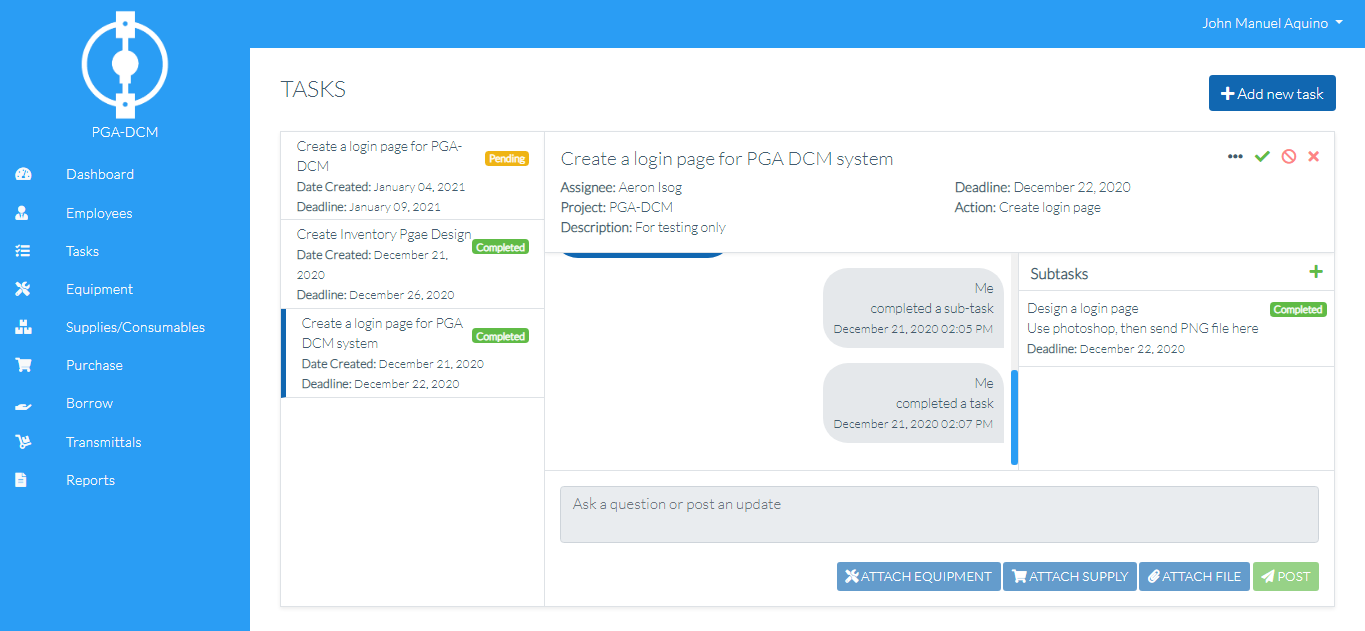 John Manuel Aquino
PGA-DCM
Dashboard
Employees
Tasks
Equipment
Supplies/Consumables
Purchase
Borrow
Transmittals
Reports
TASKS
Add new task
Create a login page for PGA-
DCM
Pending
Date Created: January 04, 2021
Deadline: January 09, 2021
Create Inventory Pgae Design
Completed
Date Created: December 21,
2020
Deadline: December 26, 2020
Create a login page for PGA
DCM system
Completed
Date Created: December 21, 2020
Deadline: December 22, 2020
Create a login page for PGA DCM system
Assignee: Aeron Isog
Project: PGA-DCM
Description: For testing only
Deadline: December 22, 2020
Action: Create login page
Me
completed a sub-task
December 21, 2020 02:05 PM
Me
completed a task
December 21, 2020 02:07 PM
Subtasks
Design a login page
Completed
Use photoshop, then send PNG file here
Deadline: December 22, 2020
Ask a question or post an update
ATTACH EQUIPMENT
ATTACH SUPPLY
ATTACH FILE
POST